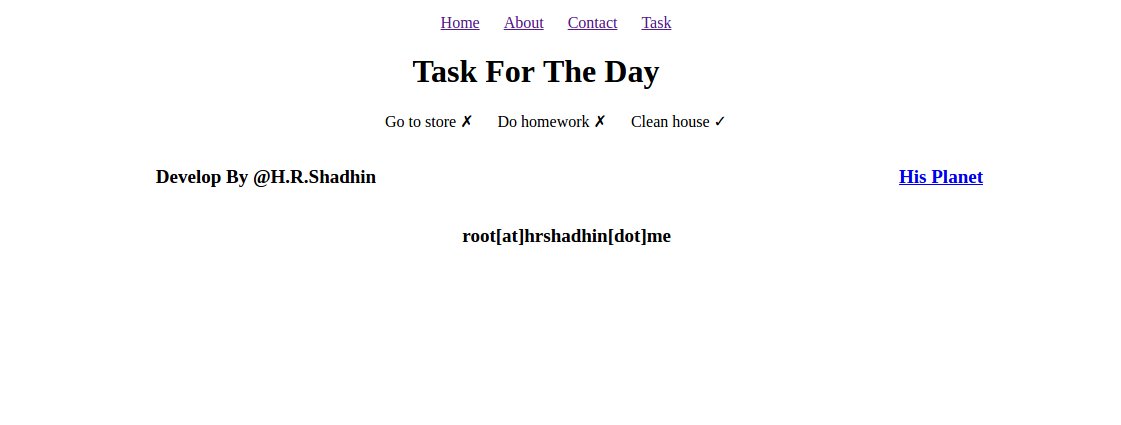 Home About Contact Task
Task For The Day
Go to store ✗ Do homework ✗ Clean house ✓
Develop By @H.R.Shadhin His Planet
root[at]hrshadhin[dot]me